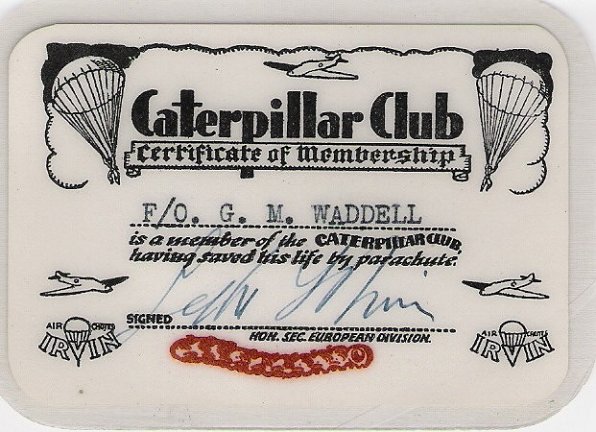 Caterpillar Club
Certificate of Membership
F/O. G. M. WADDELL
is a member of the CATERPILLAR CLUB,
having saved his life by parachute.
SIGNED
HON. SEC. EUROPEAN DIVISION.
AIR CHUTES
IRVIN
AIR CHUTES
IRVIN